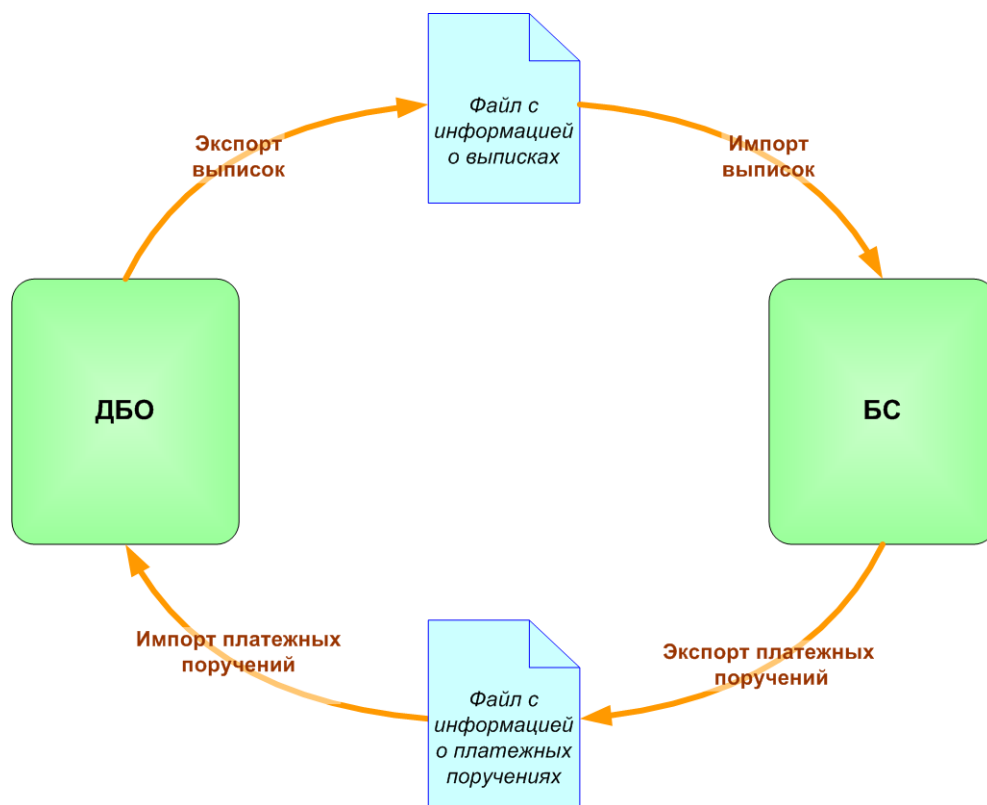 Файл с
информацией
о выписках
Экспорт
выписок
Импорт
выписок
ДБО
БС
Импорт платежных
поручений
Экспорт платежных
поручений
Файл с
информацией
о платежных
поручениях